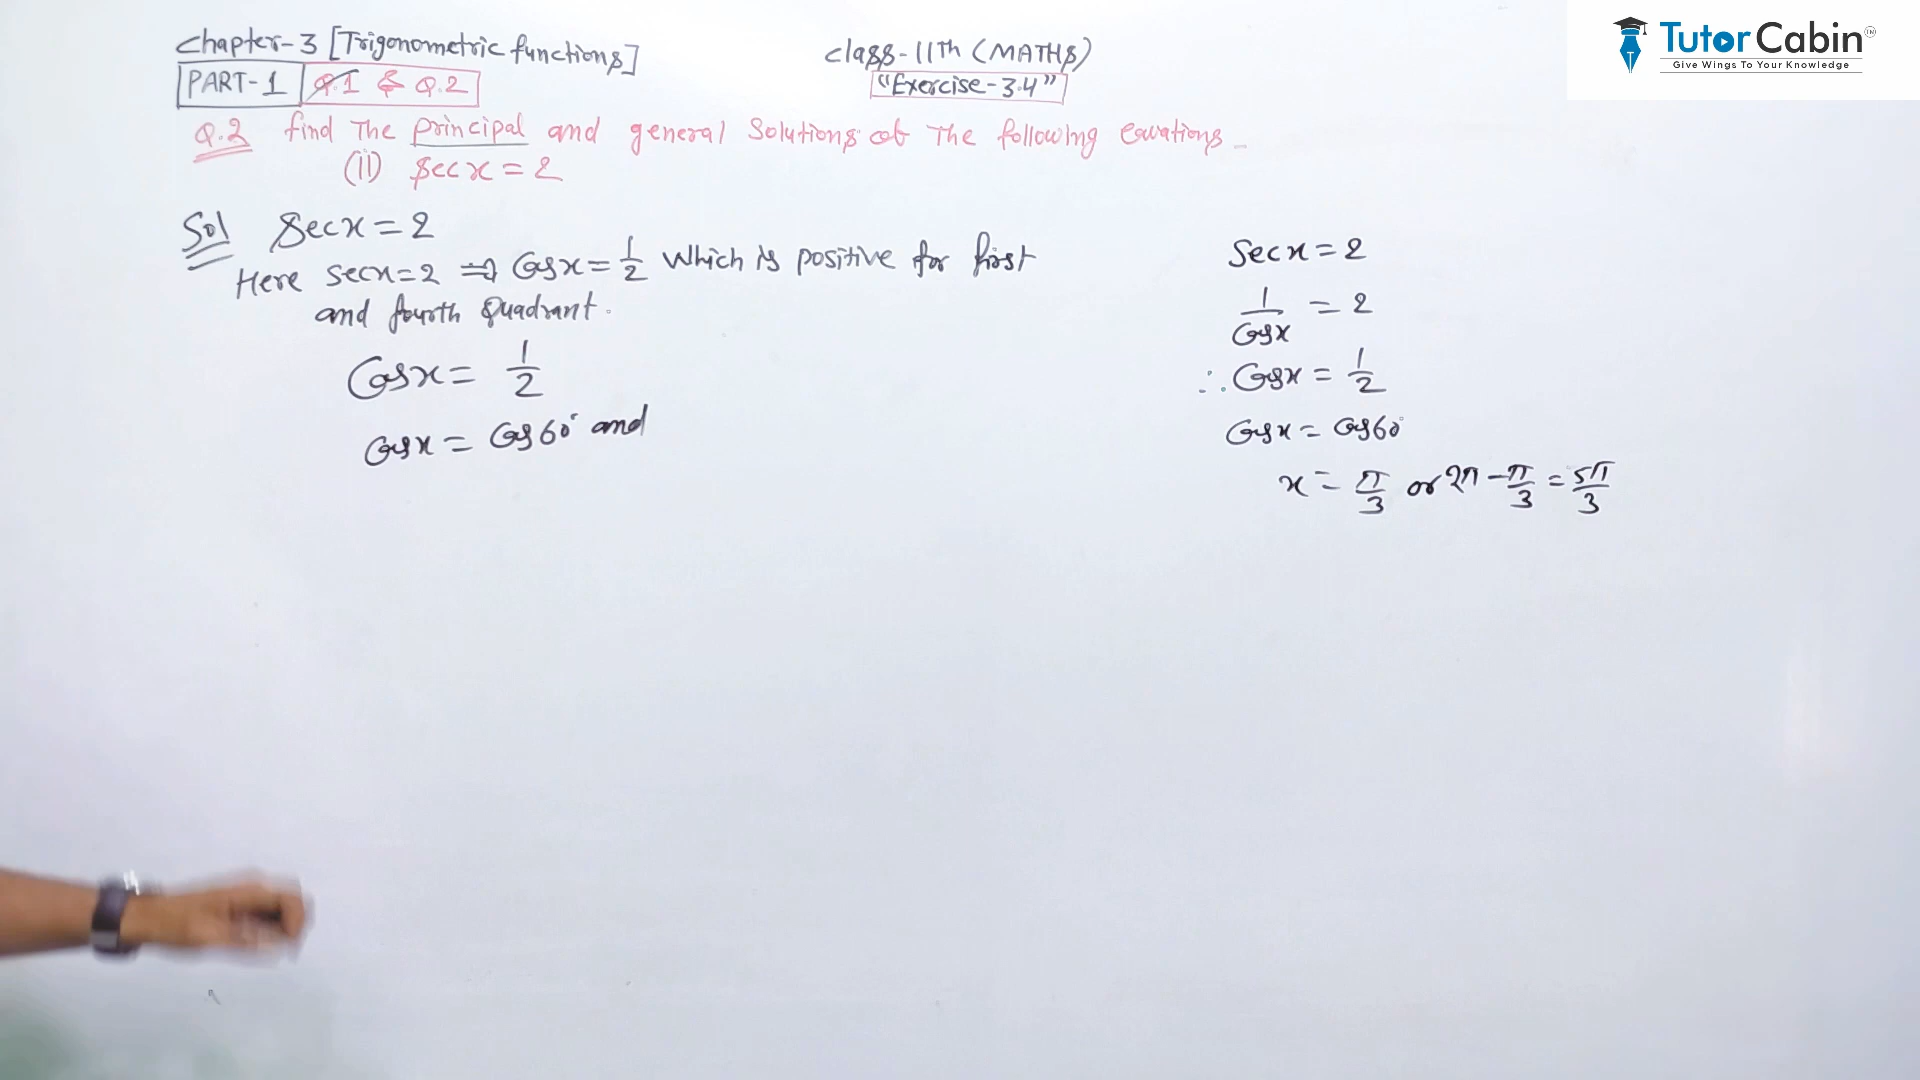 Chapter-3 [Trigonometric functions]
Class-11th (MATHS)
PART-1 Q.1 & Q.2
"Exercise-3.4"
Q.2 find The principal and general Solutions of The following Equations.
(ii) Sec x = 2
Sol Sec x = 2
Here sec x = 2 ⇒ Cos x = 1/2 which is positive for first
and fourth Quadrant.
Cos x = 1/2
Cos x = Cos 60° and
Sec x = 2
1/Cos x = 2
∴ Cos x = 1/2
Cos x = Cos 60°
x = π/3 or 2π - π/3 = 5π/3
TutorCabin TM
Give Wings To Your Knowledge